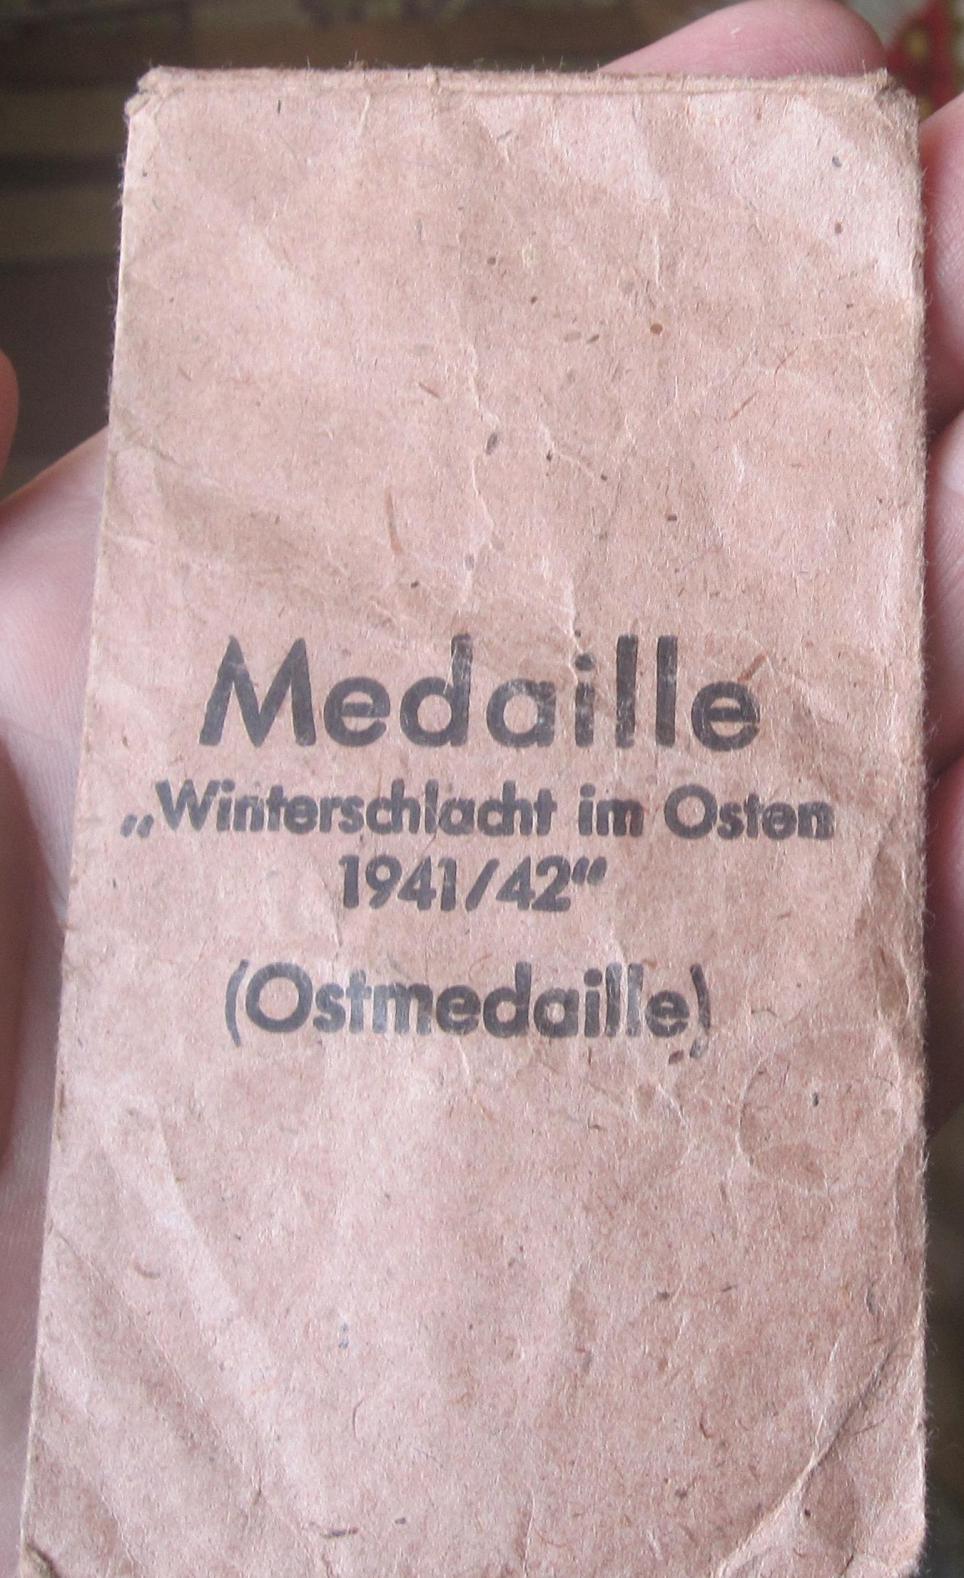 Medaille
„Winterschlacht im Osten
1941/42“
(Ostmedaille)